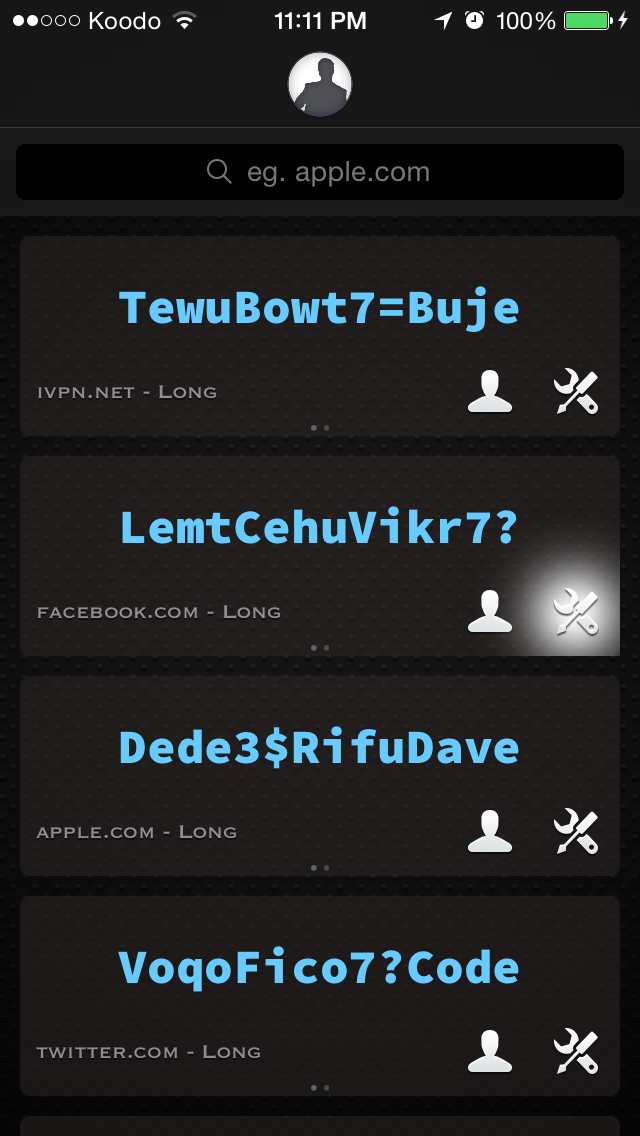 Koodo 11:11 PM 100%
eg. apple.com
TewuBowt7=Buje
ivpn.net - Long
LemtCehuVikr7?
facebook.com - Long
Dede3$RifuDave
apple.com - Long
VoqoFico7?Code
twitter.com - Long